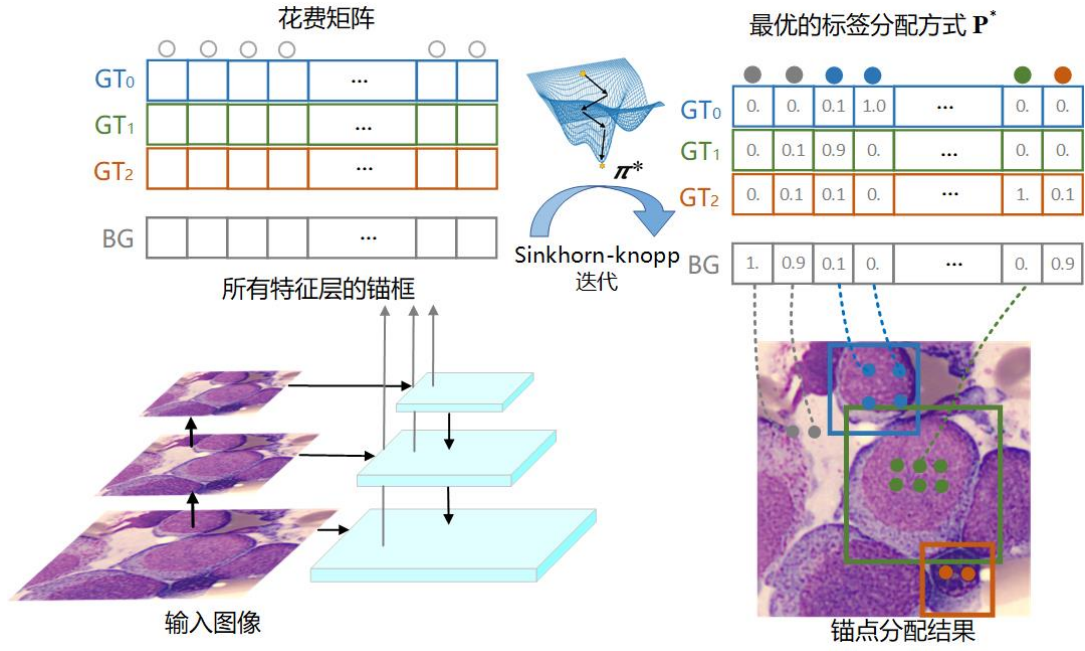 花费矩阵
GT0
...
GT1
...
GT2
...
BG
...
所有特征层的锚框
π*
Sinkhorn-knopp
迭代
最优的标签分配方式 P*
GT0 0. 0. 0.1 1.0 ... 0. 0.
GT1 0. 0.1 0.9 0. ... 0. 0.
GT2 0. 0.1 0.1 0. ... 1. 0.1
BG 1. 0.9 0.1 0. ... 0. 0.9
输入图像
锚点分配结果